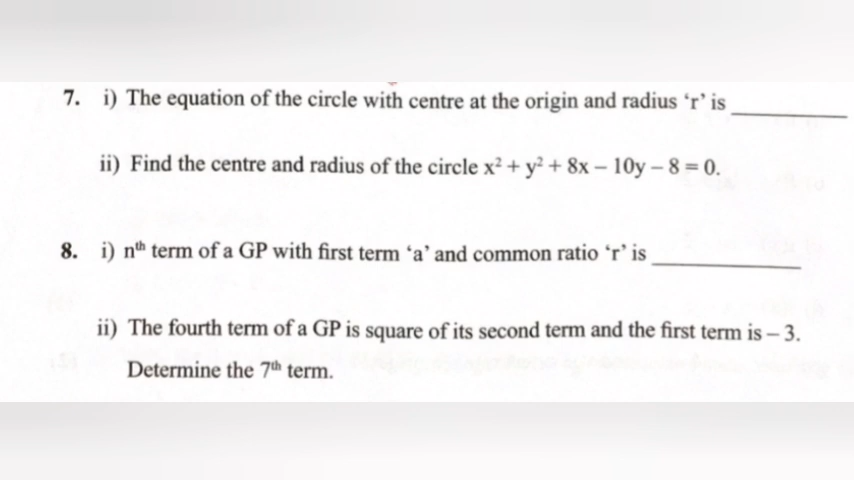 7. i) The equation of the circle with centre at the origin and radius ‘r’ is ________
ii) Find the centre and radius of the circle x² + y² + 8x – 10y – 8 = 0.
8. i) nᵗʰ term of a GP with first term ‘a’ and common ratio ‘r’ is ________
ii) The fourth term of a GP is square of its second term and the first term is – 3.
Determine the 7ᵗʰ term.